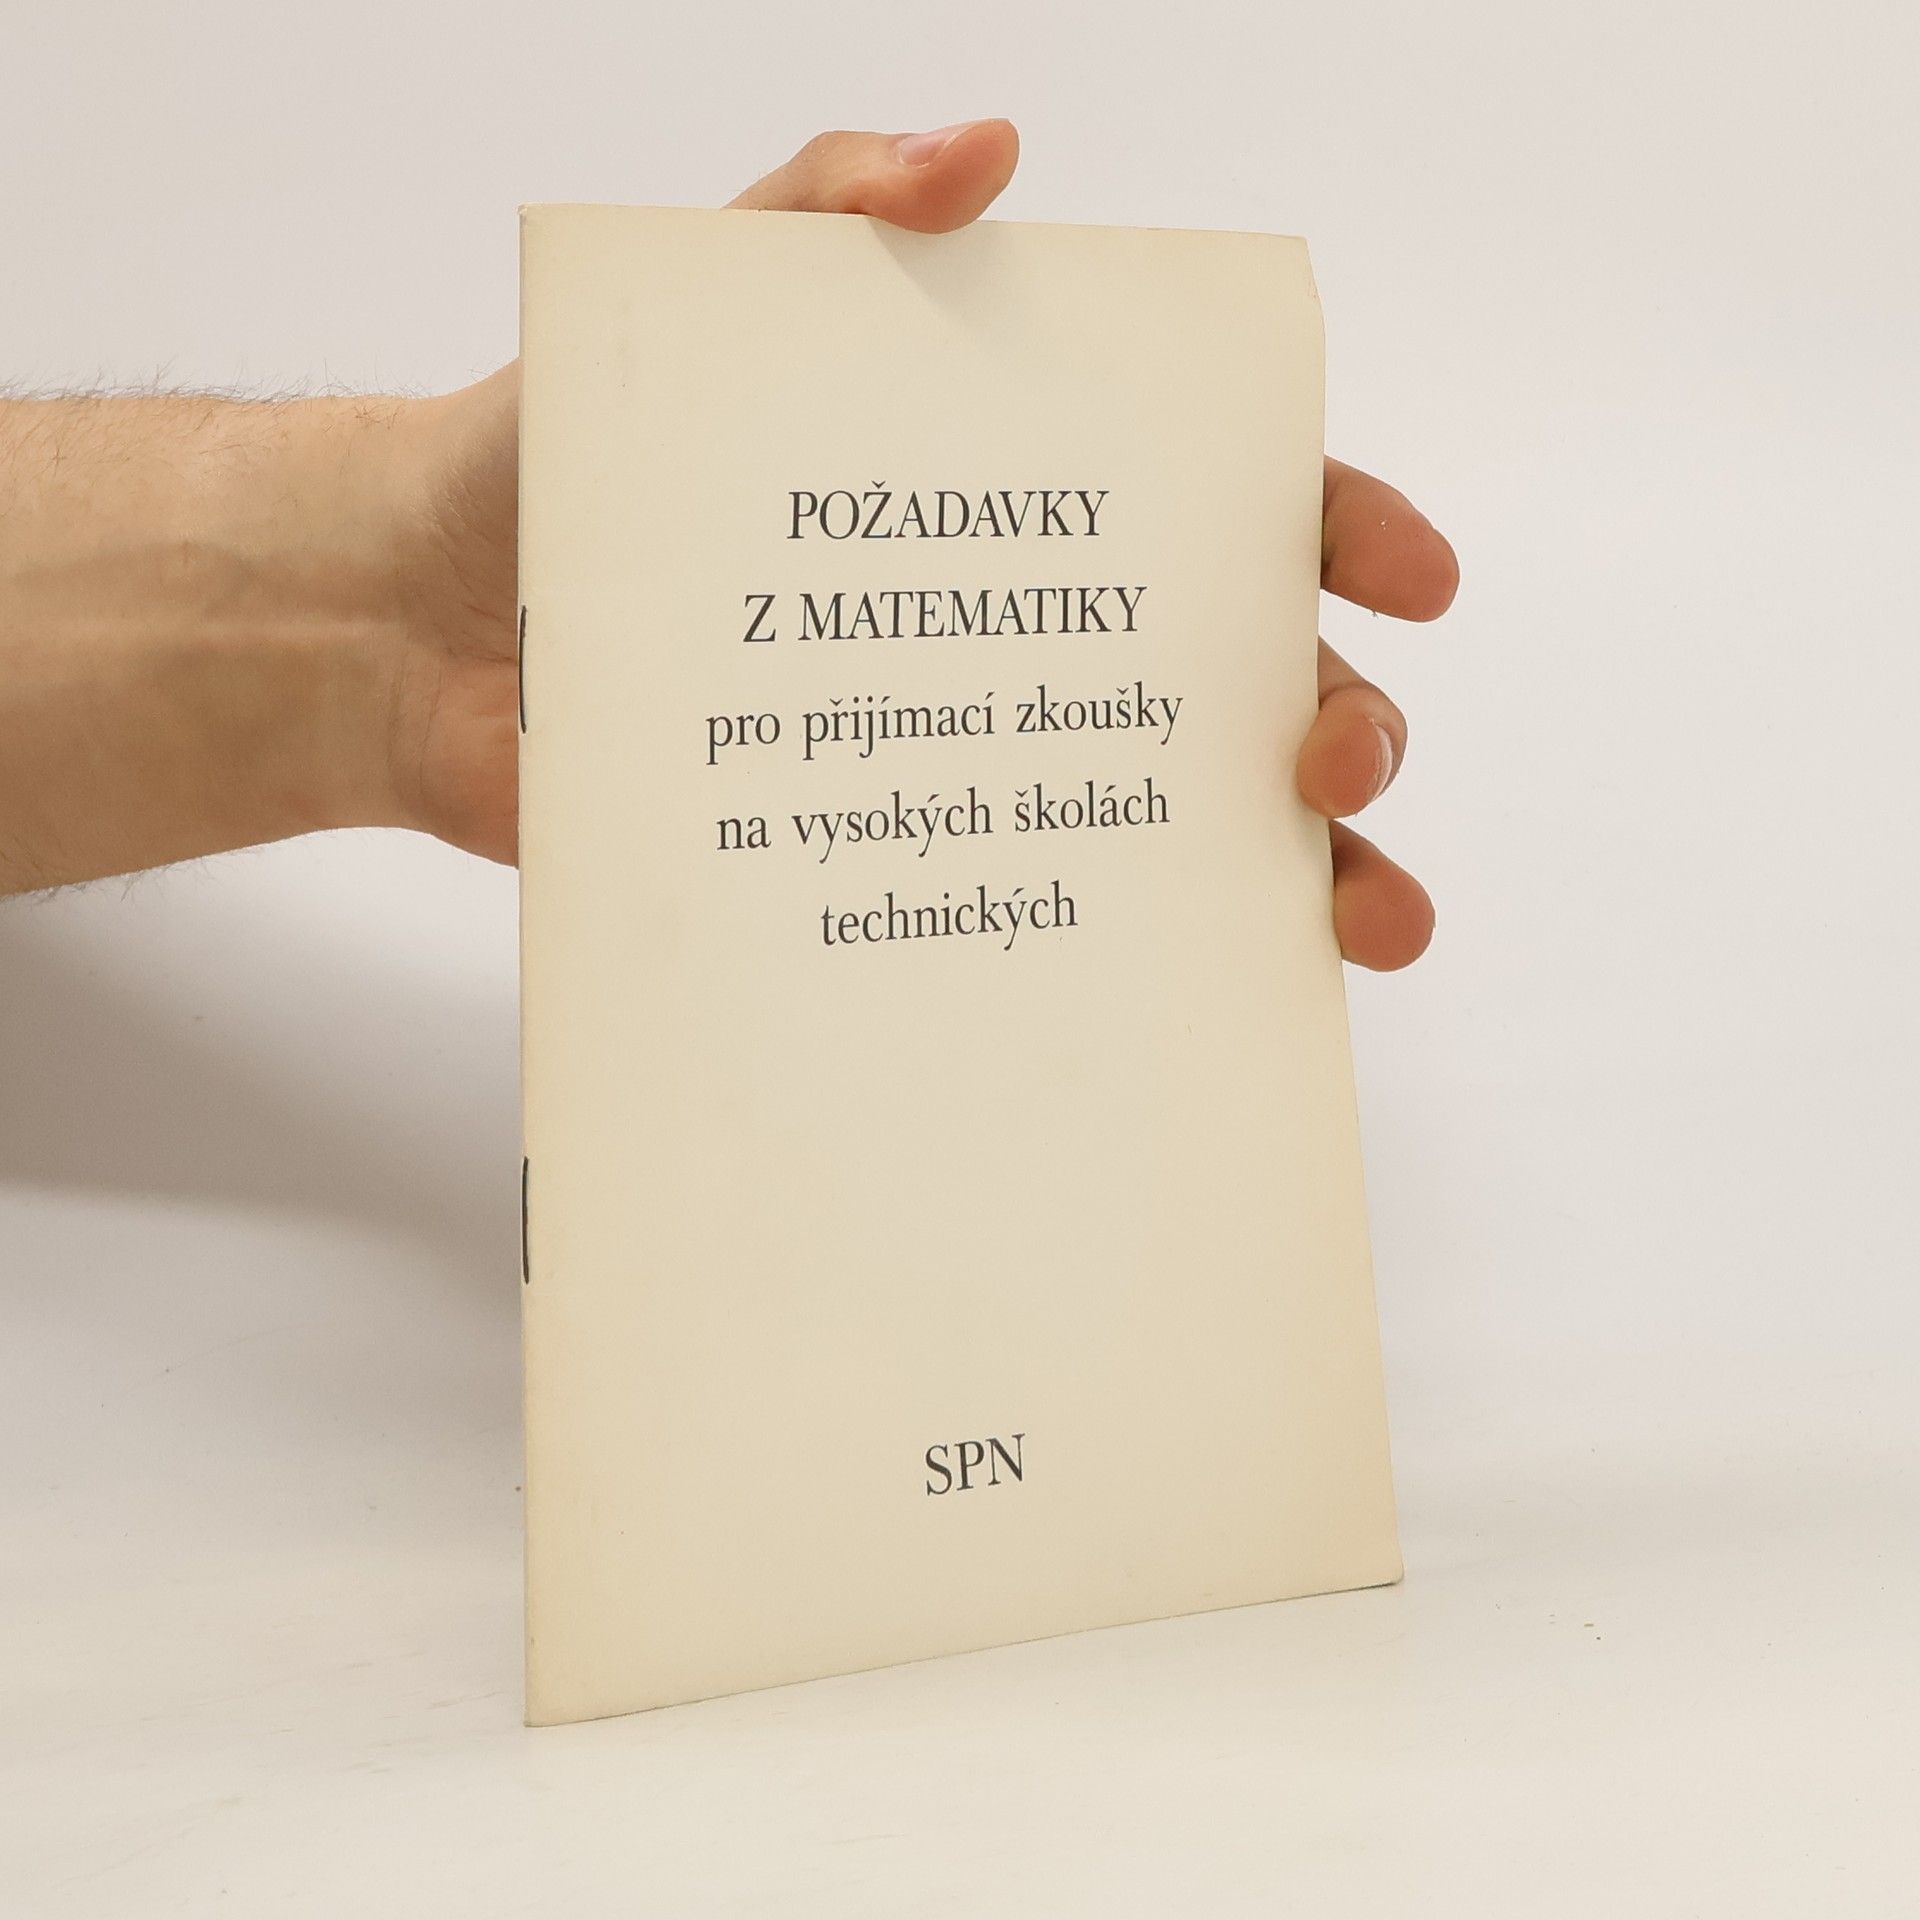 POŽADAVKY
Z MATEMATIKY
pro přijímací zkoušky
na vysokých školách
technických
SPN